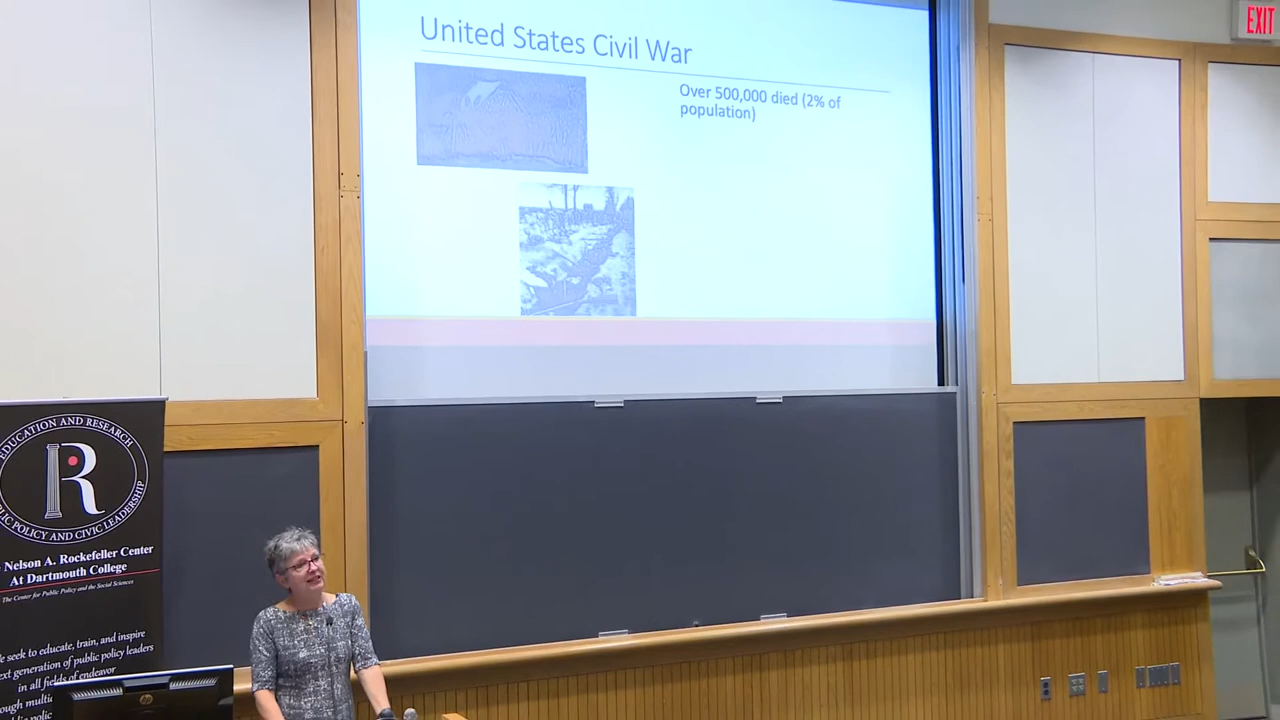 EXIT
United States Civil War
Over 500,000 died (2% of
population)
EDUCATION AND RESEARCH
POLICY AND CIVIC LEADERSHIP
R
Nelson A. Rockefeller Center
At Dartmouth College
The Center for Public Policy and the Social Sciences
seek to educate, train, and inspire
generation of public policy leaders
in all fields of endeavor
hp